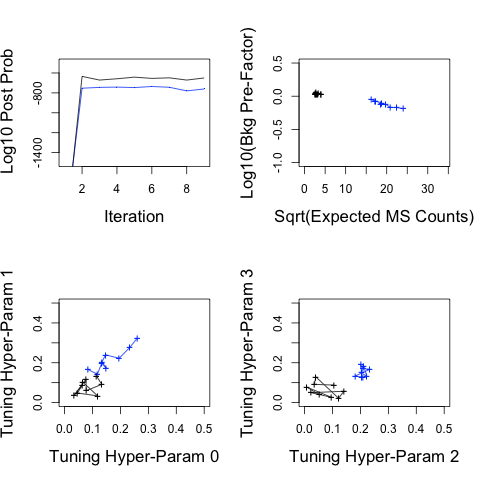 Log10 Post Prob
-1400 -800
2 4 6 8
Iteration
Log10(Bkg Pre-Factor)
-1.0 -0.5 0.0 0.5
0 5 15 20 30
Sqrt(Expected MS Counts)
Tuning Hyper-Param 1
0.0 0.2 0.4
0.0 0.1 0.2 0.3 0.4 0.5
Tuning Hyper-Param 0
Tuning Hyper-Param 3
0.0 0.2 0.4
0.0 0.1 0.2 0.3 0.4 0.5
Tuning Hyper-Param 2